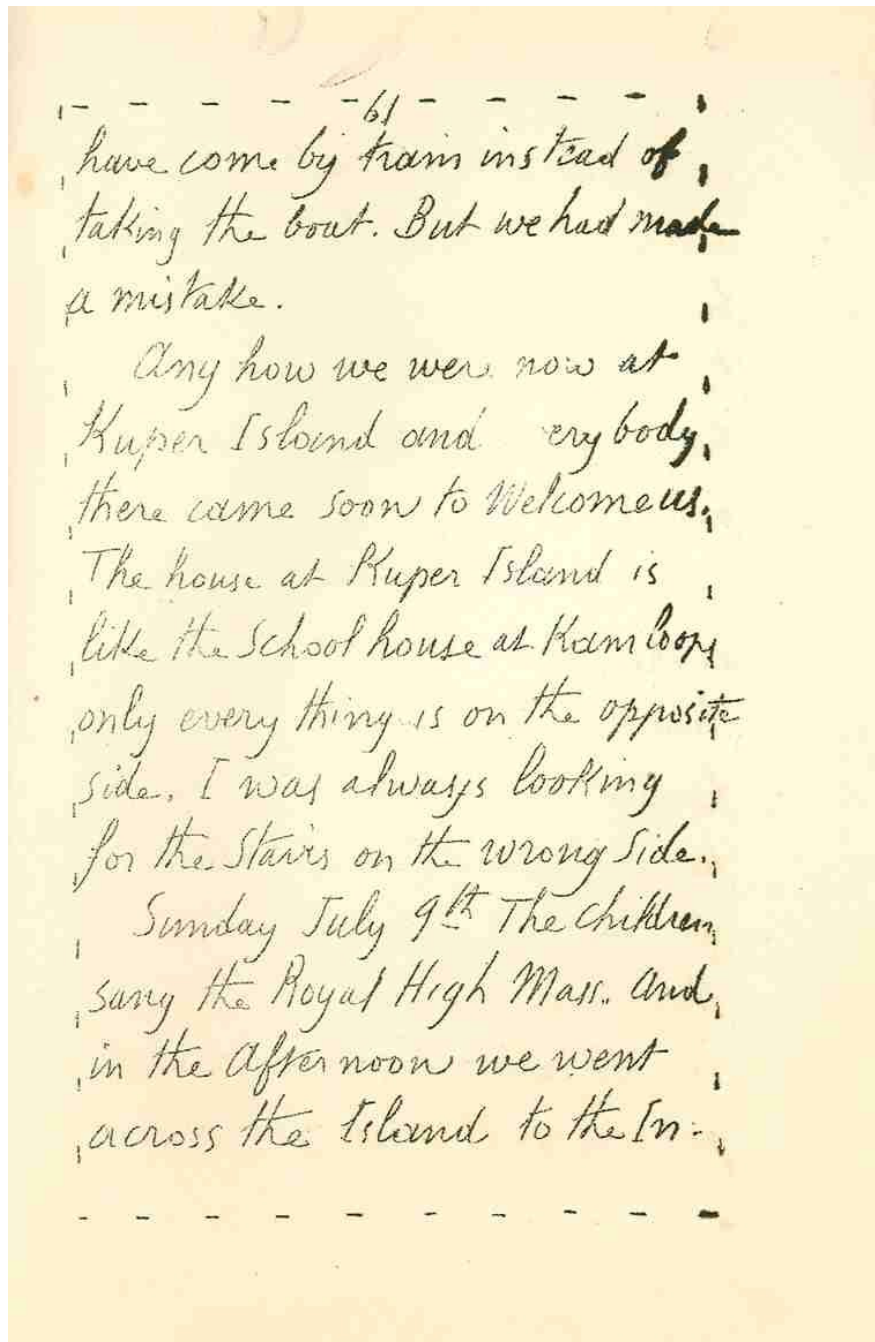 61
have come by train instead of
taking the boat. But we had made
a mistake.
Any how we were now at
Kuper Island and erybody
there came soon to Welcome us.
The house at Kuper Island is
like the School house at Kamloops
only every thing is on the opposite
side. I was always looking
for the Stairs on the wrong Side.
Sunday July 9th The children
sang the Royal High Mass. And
in the Afternoon we went
across the Island to the In-